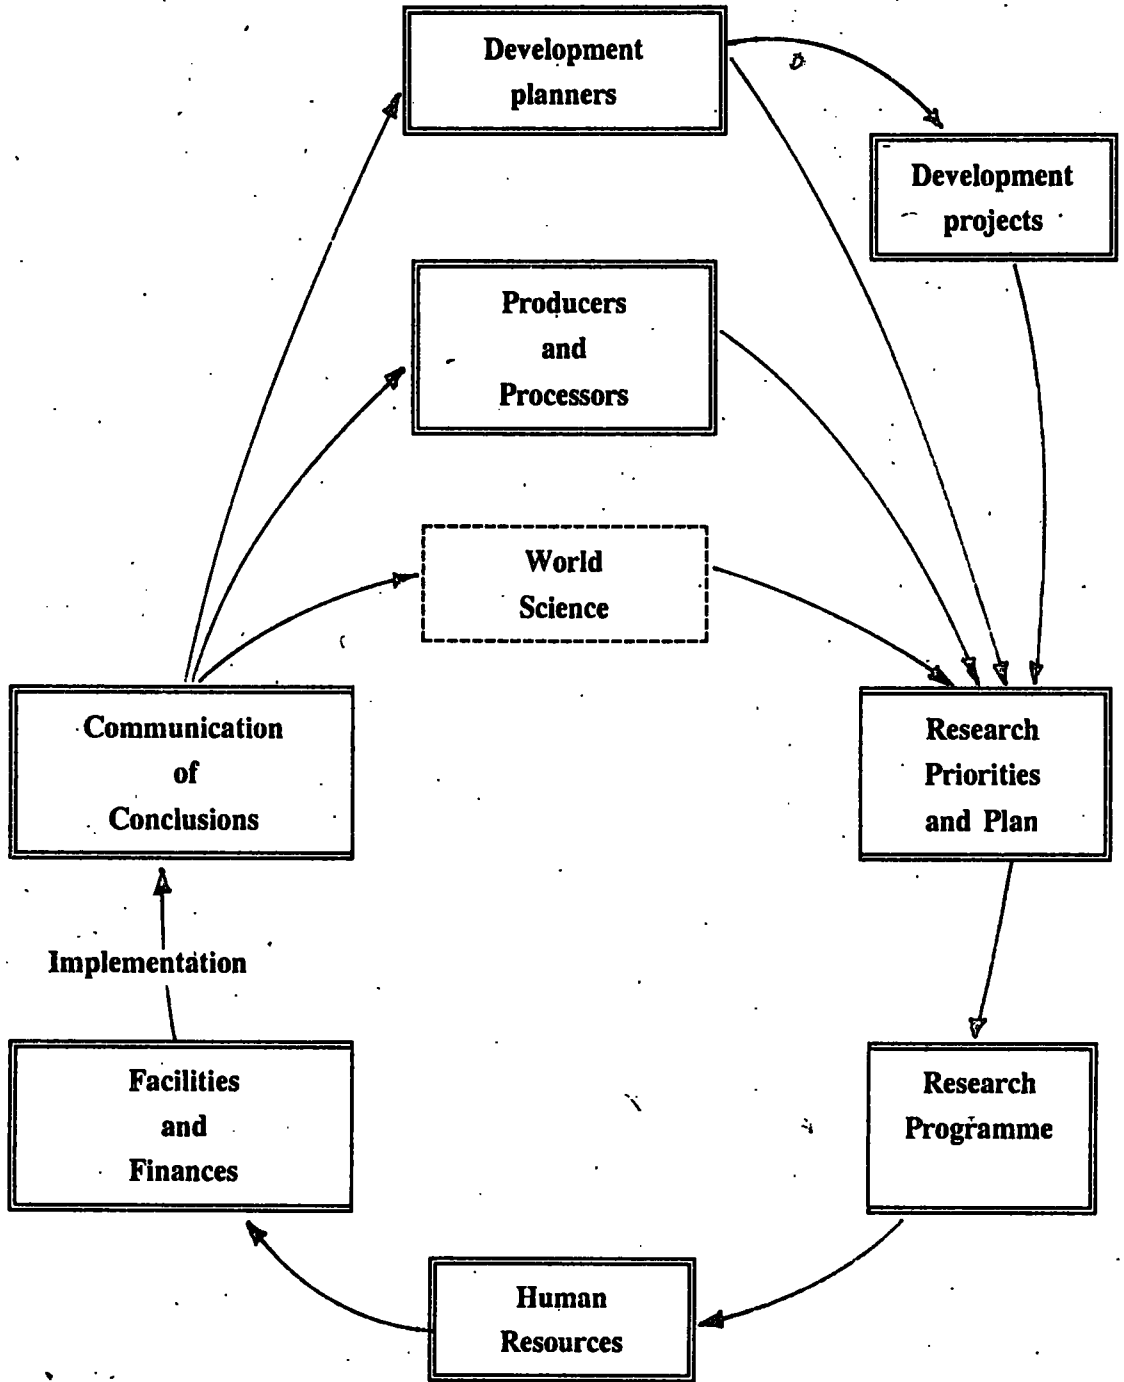 Development
planners
Development
projects
Producers
and
Processors
World
Science
Communication
of
Conclusions
Research
Priorities
and Plan
Implementation
Facilities
and
Finances
Research
Programme
Human
Resources